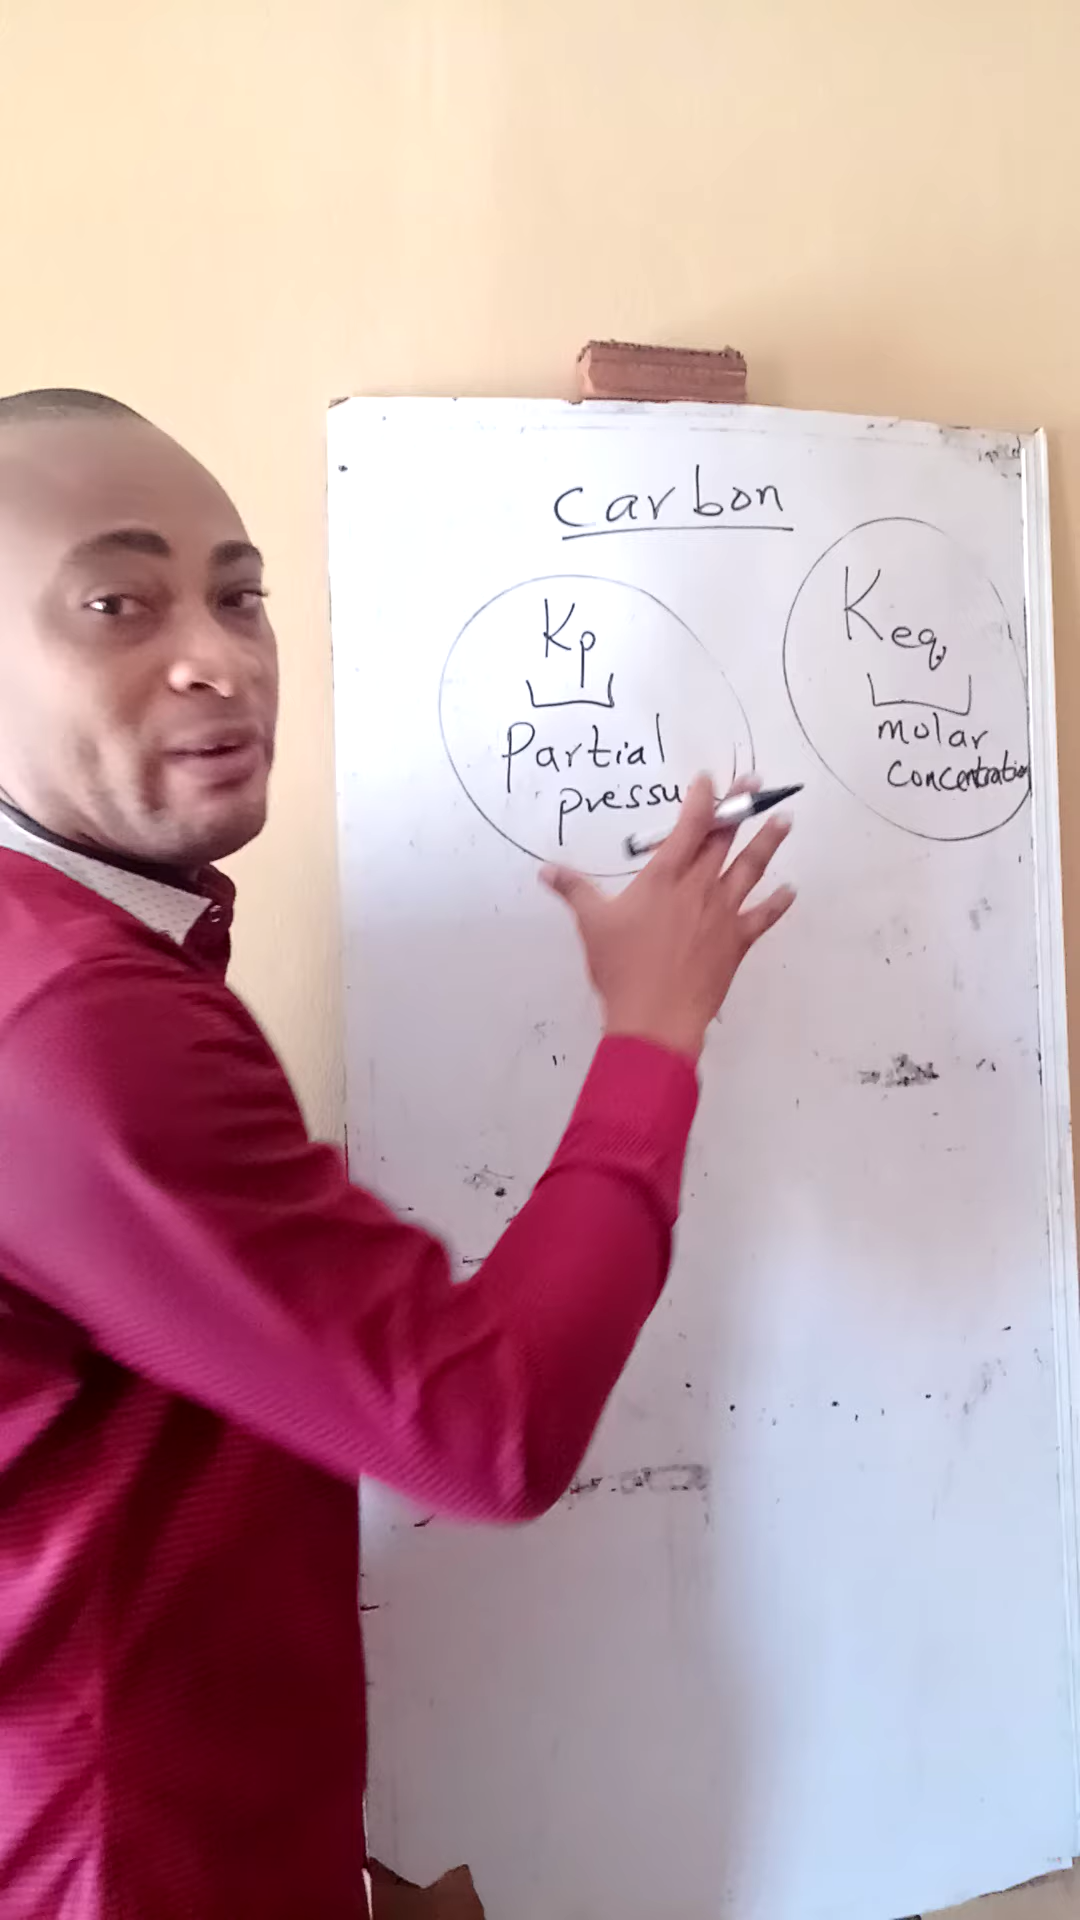 Carbon
Kp
Partial
pressu
Keq
molar
concentration